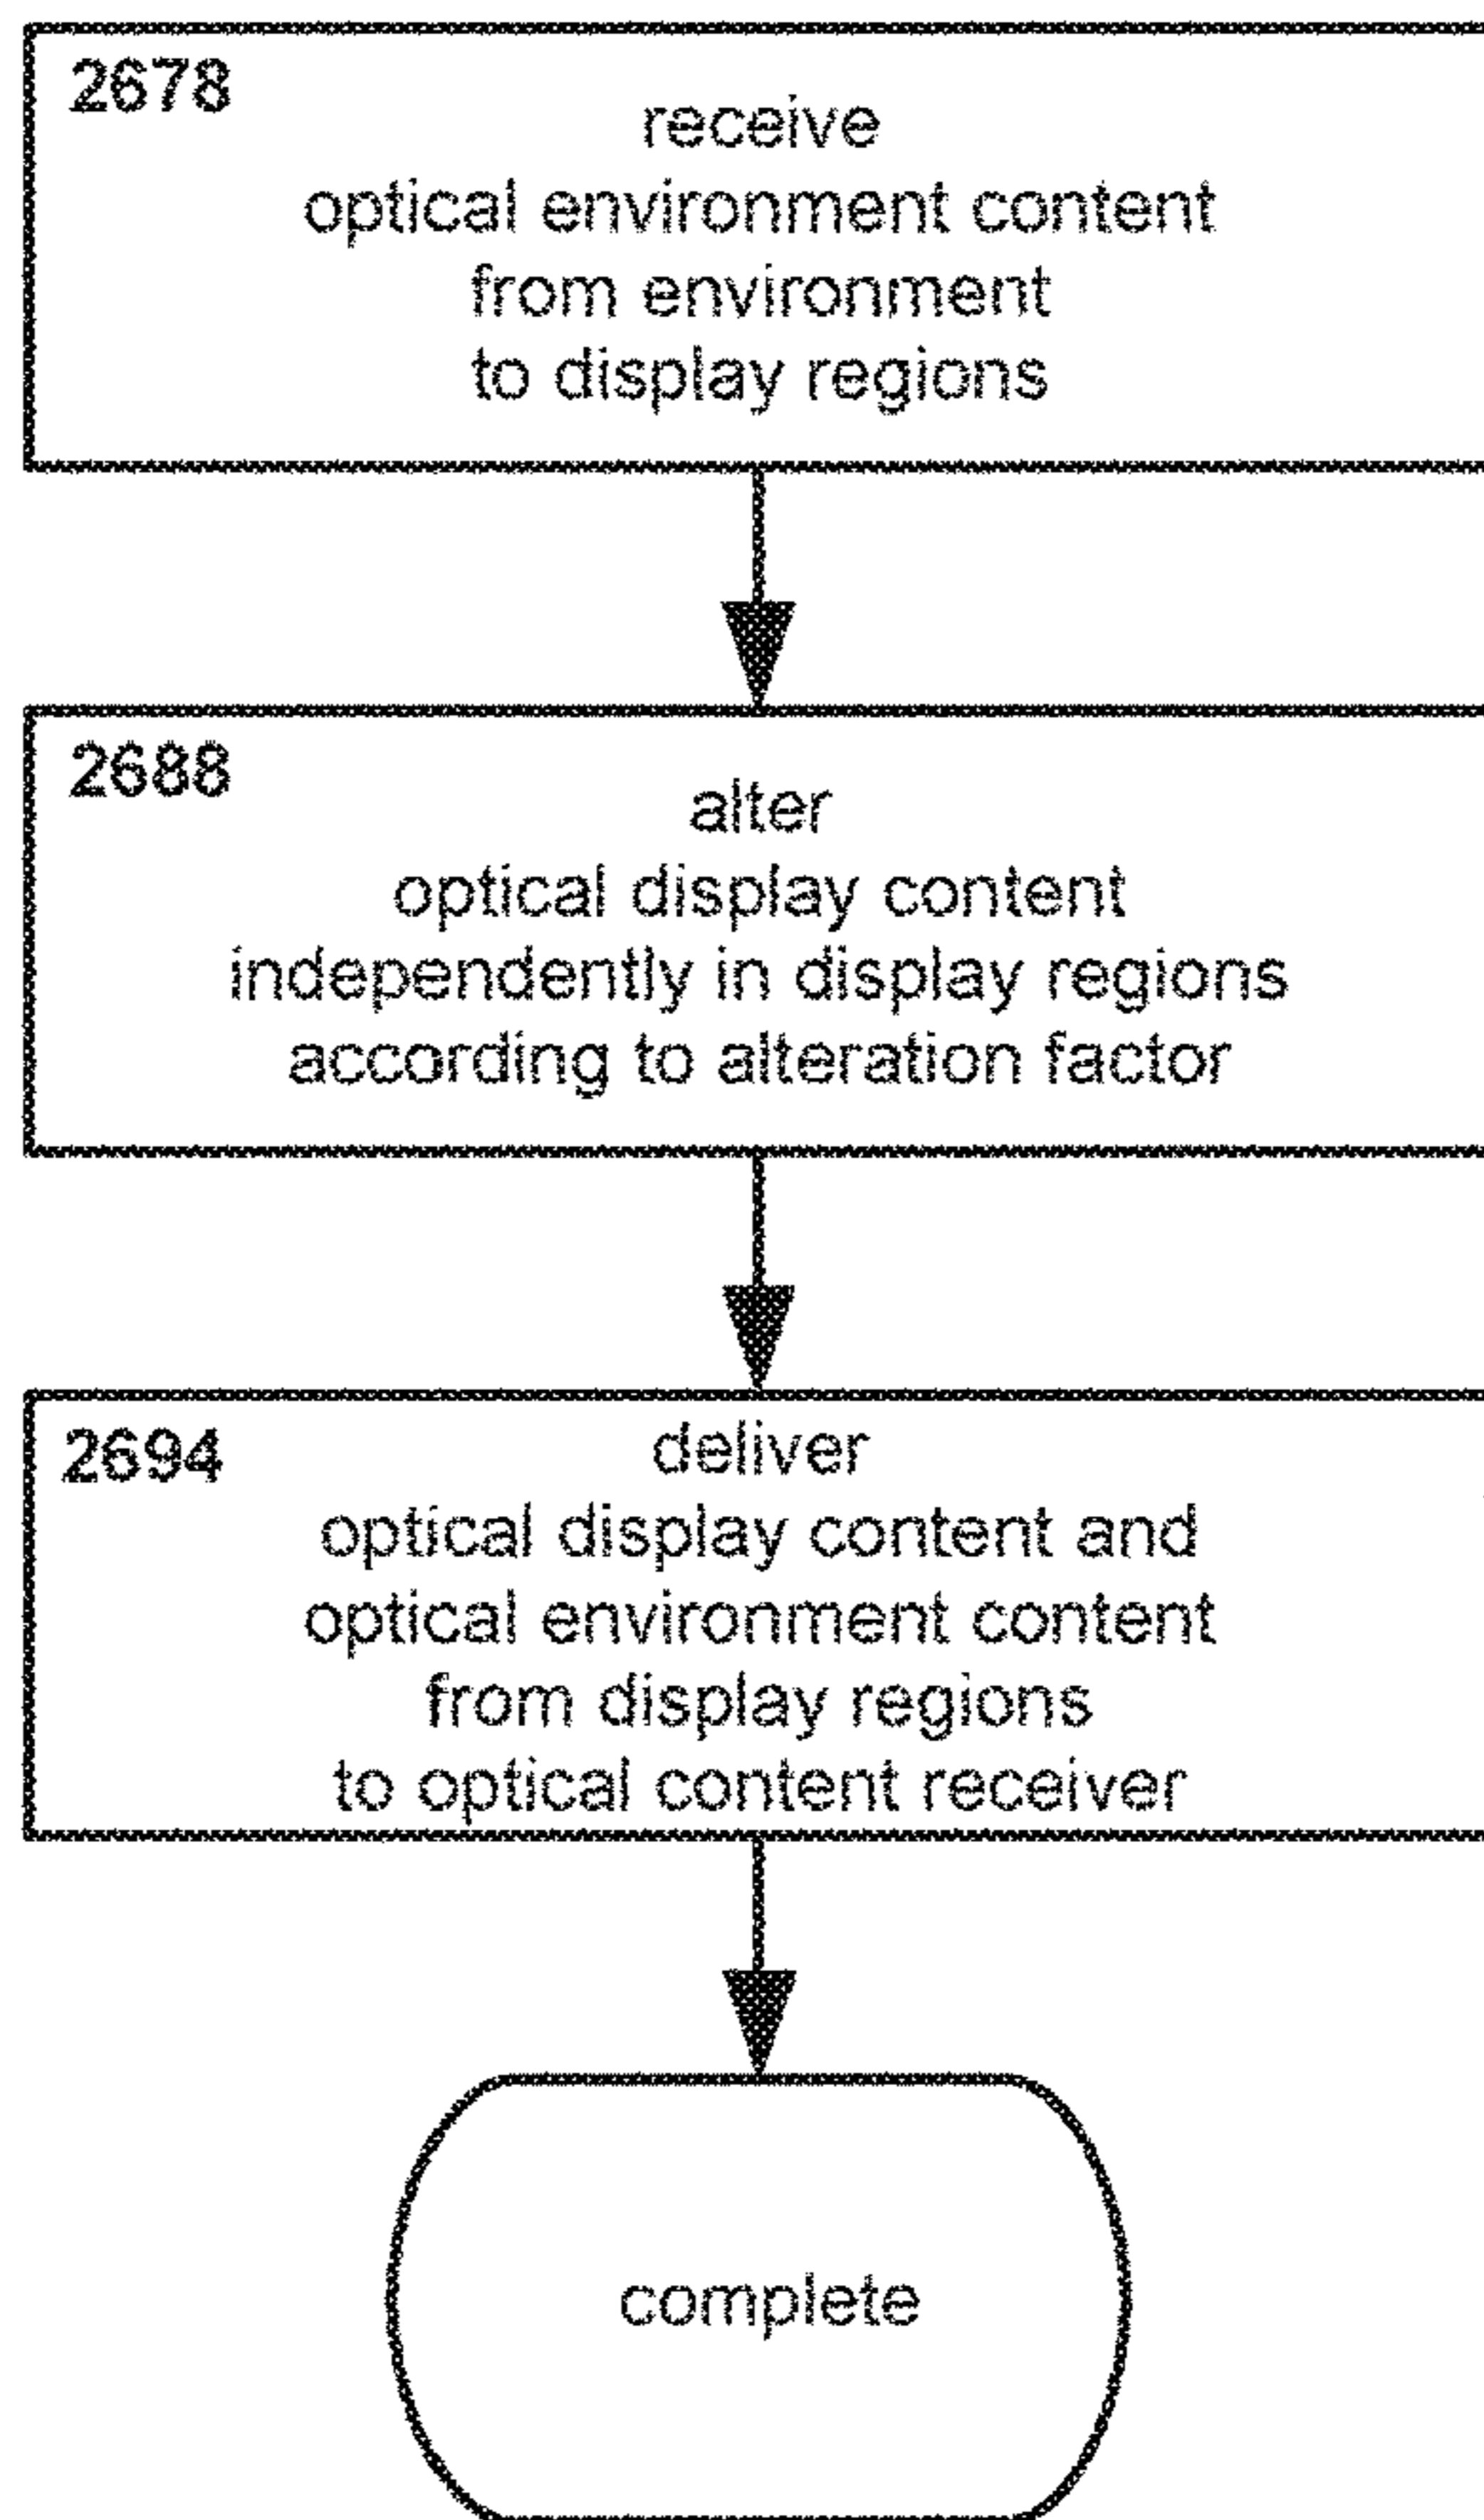 2678
receive
optical environment content
from environment
to display regions
2688
alter
optical display content
independently in display regions
according to alteration factor
2694
deliver
optical display content and
optical environment content
from display regions
to optical content receiver
complete